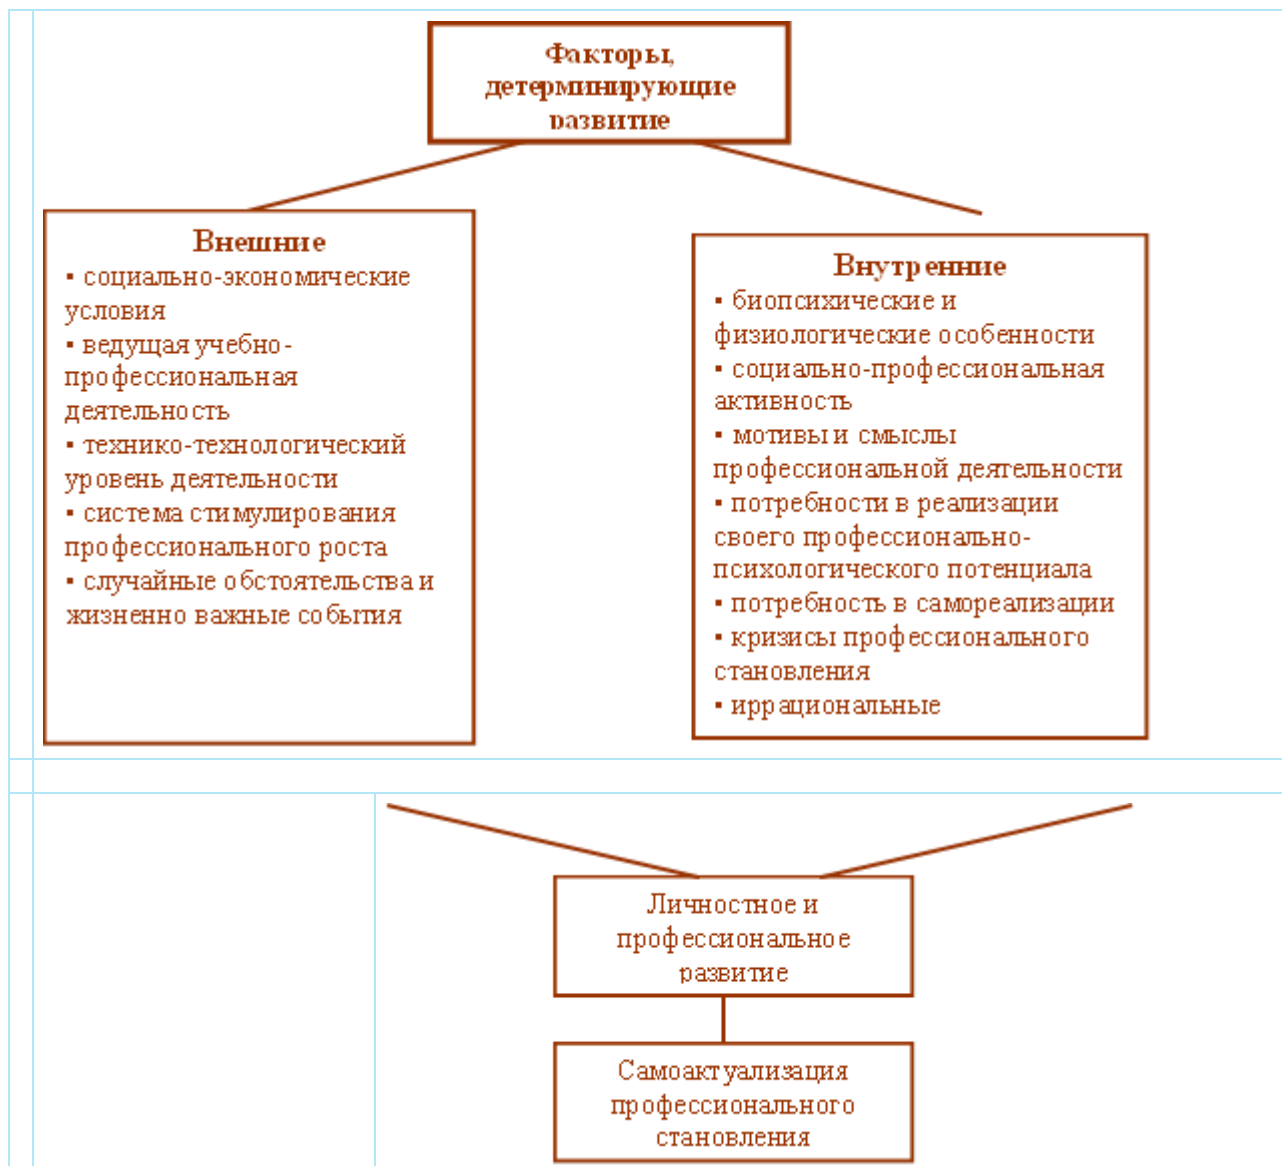 Факторы,
детерминирующие
развитие
Внешние
▪ социально-экономические
условия
▪ ведущая учебно-
профессиональная
деятельность
▪ технико-технологический
уровень деятельности
▪ система стимулирования
профессионального роста
▪ случайные обстоятельства и
жизненно важные события
Внутренние
▪ биопсихические и
физиологические особенности
▪ социально-профессиональная
активность
▪ мотивы и смыслы
профессиональной деятельности
▪ потребности в реализации
своего профессионально-
психологического потенциала
▪ потребность в самореализации
▪ кризисы профессионального
становления
▪ иррациональные
Личностное и
профессиональное
развитие
Самоактуализация
профессионального
становления